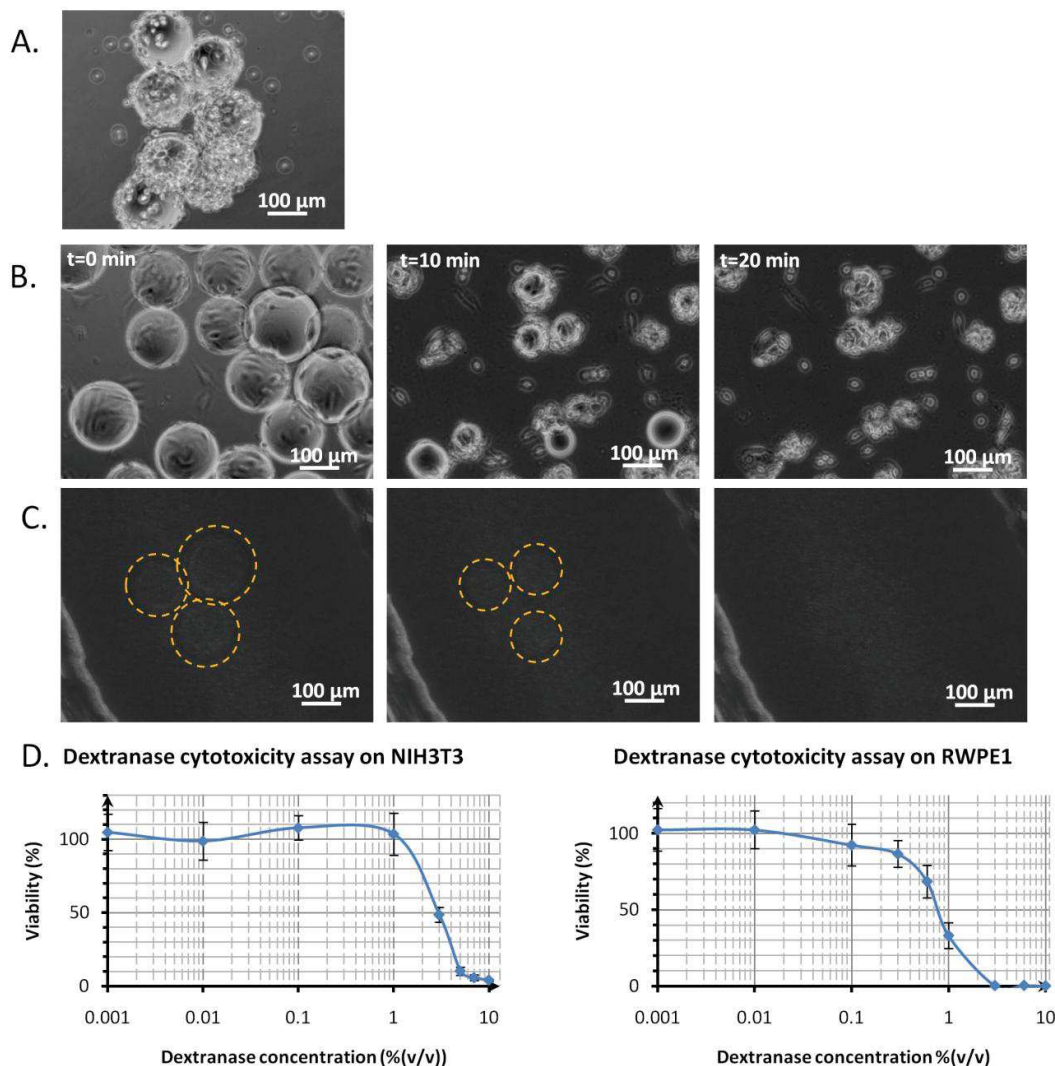 A.
100 µm
B.
t=0 min
t=10 min
t=20 min
100 µm
100 µm
100 µm
C.
100 µm
100 µm
100 µm
D. Dextranase cytotoxicity assay on NIH3T3
Dextranase cytotoxicity assay on RWPE1
Viability (%)
100
50
0
0.001 0.01 0.1 1 10
Dextranase concentration (%(v/v))
Viability (%)
100
50
0
0.001 0.01 0.1 1 10
Dextranase concentration %(v/v)